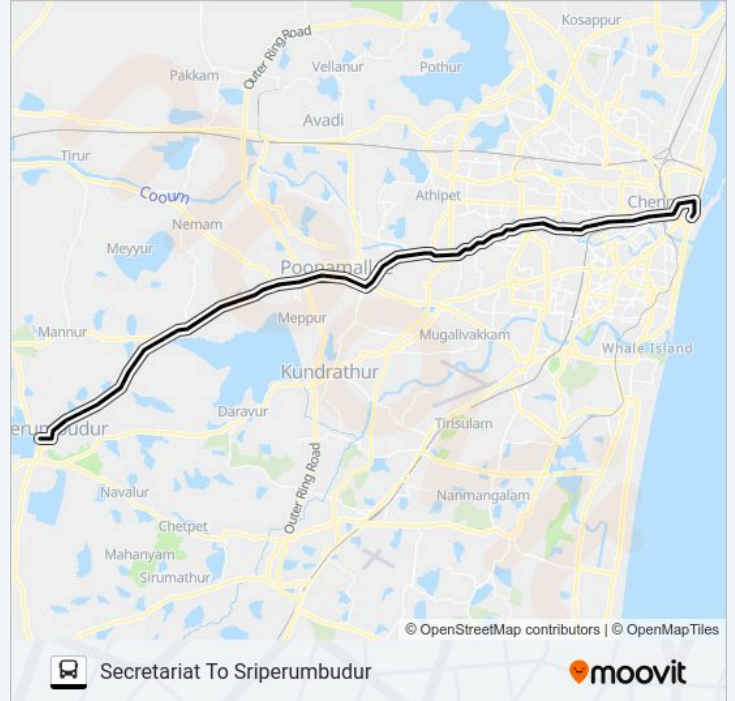 Kosappu
Outer Ring Road
Vellanur
Pothur
Pakkam
Avadi
Tirur
Cooum
Athipet
Chenn
Nemam
Meyyur
Poonamall
Meppur
Mannur
Mugalivakkam
Whale Island
Kundrathur
Daravur
erumbudur
Tirisulam
Outer Ring Road
Navalur
Nanmangalam
Chetpet
Mahanyam
Sirumathur
© OpenStreetMap contributors | © OpenMapTiles
Secretariat To Sriperumbudur
moovit